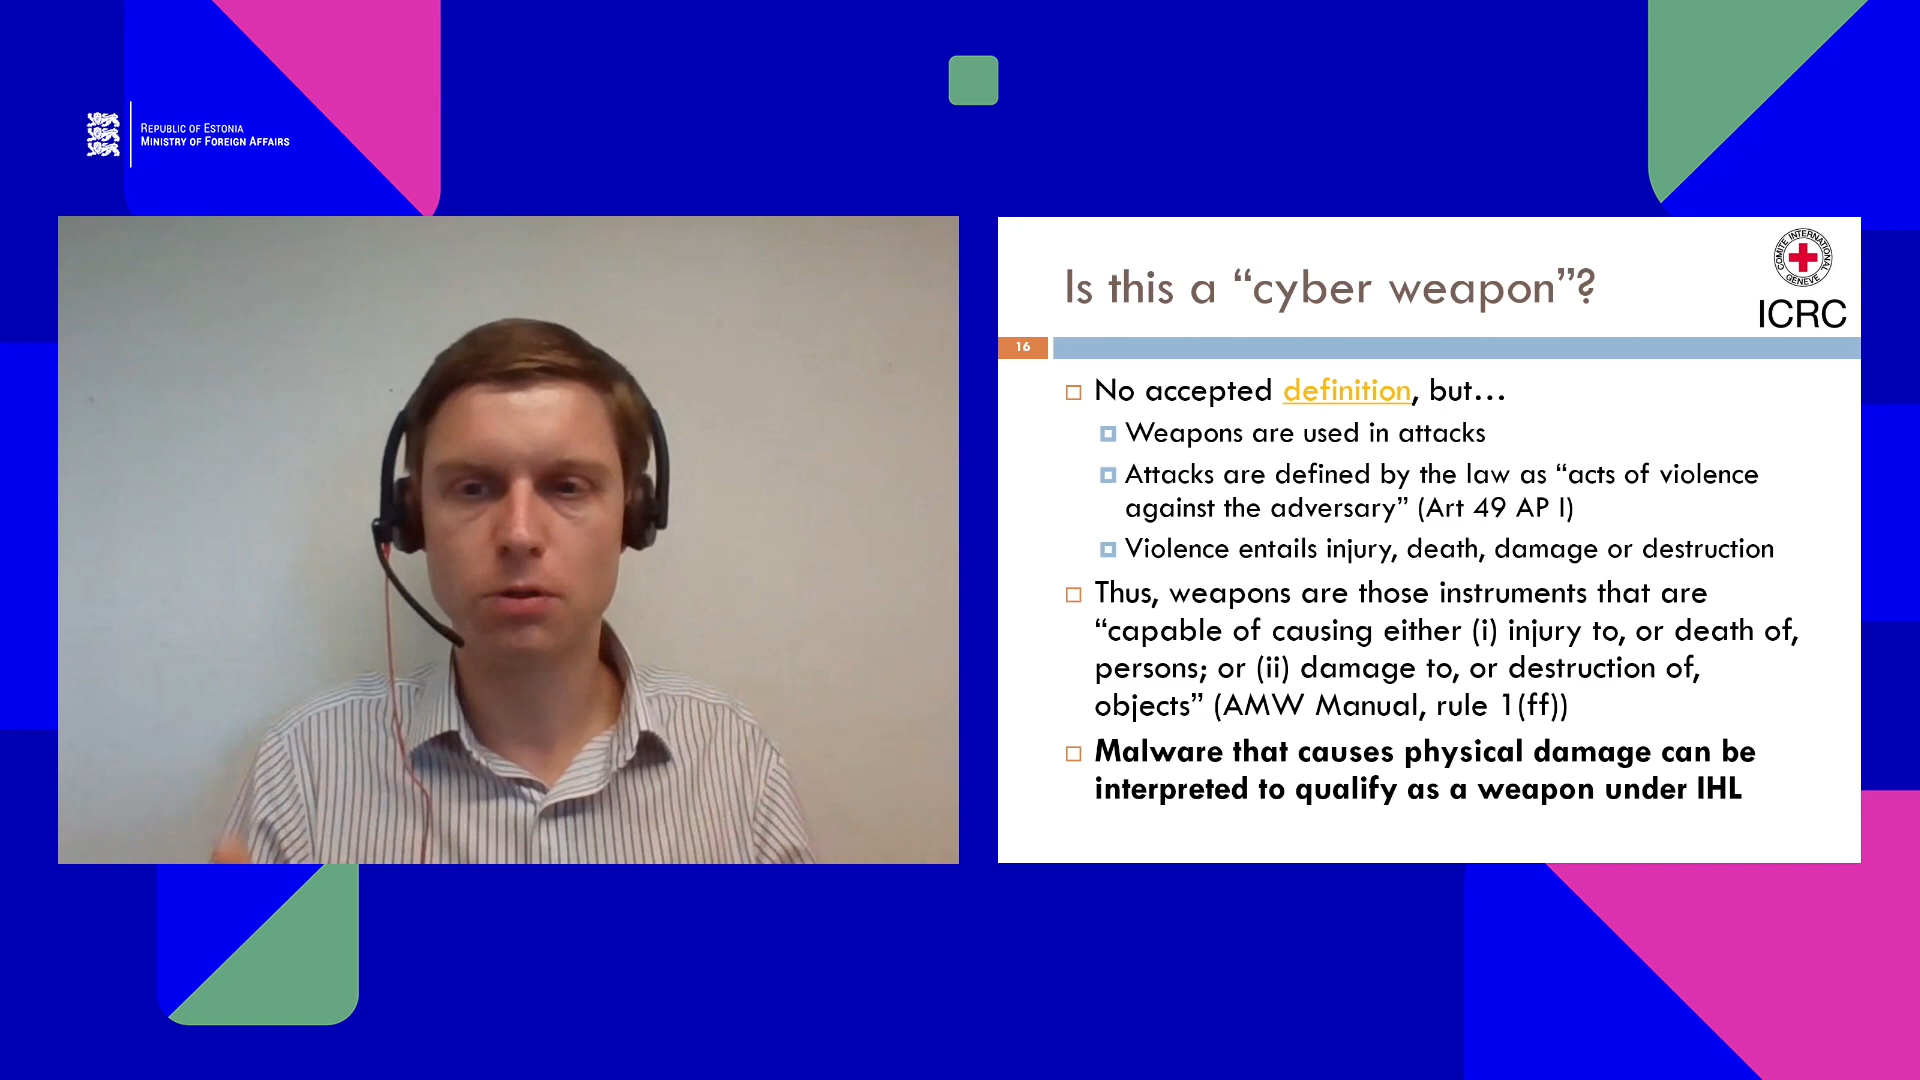 REPUBLIC OF ESTONIA
MINISTRY OF FOREIGN AFFAIRS
Is this a “cyber weapon”?
COMITE INTERNATIONAL
GENEVE
ICRC
16
No accepted definition, but…
Weapons are used in attacks
Attacks are defined by the law as “acts of violence
against the adversary” (Art 49 AP I)
Violence entails injury, death, damage or destruction
Thus, weapons are those instruments that are
“capable of causing either (i) injury to, or death of,
persons; or (ii) damage to, or destruction of,
objects” (AMW Manual, rule 1(ff))
Malware that causes physical damage can be
interpreted to qualify as a weapon under IHL